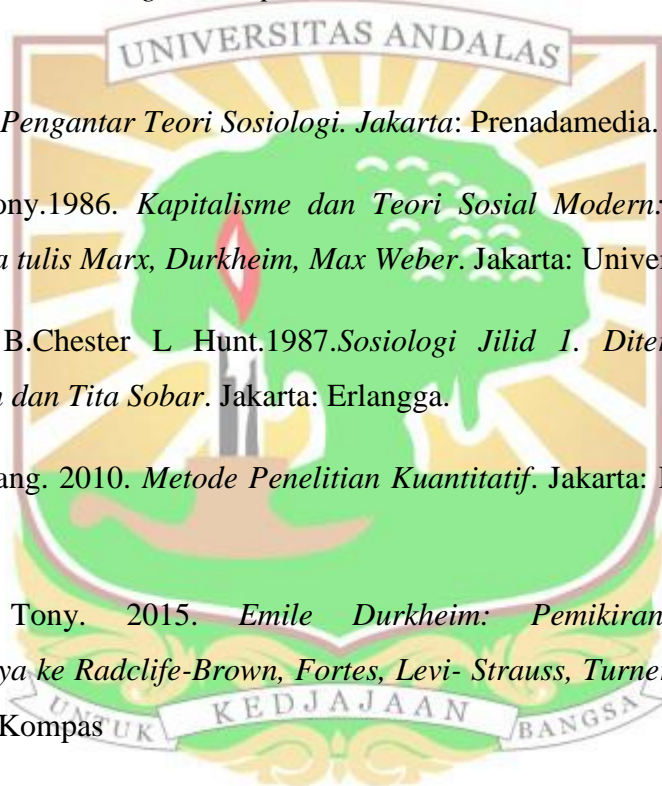 UNIVERSITAS ANDALAS
Pengantar Teori Sosiologi. Jakarta: Prenadamedia.
ony.1986. Kapitalisme dan Teori Sosial Modern:
a tulis Marx, Durkheim, Max Weber. Jakarta: Univer
B.Chester L Hunt.1987.Sosiologi Jilid 1. Diter
dan Tita Sobar. Jakarta: Erlangga.
ang. 2010. Metode Penelitian Kuantitatif. Jakarta:
Tony. 2015. Emile Durkheim: Pemikiran
ya ke Radclife-Brown, Fortes, Levi- Strauss, Turner
Kompas
UNTUK KEDJAJAAN BANGSA